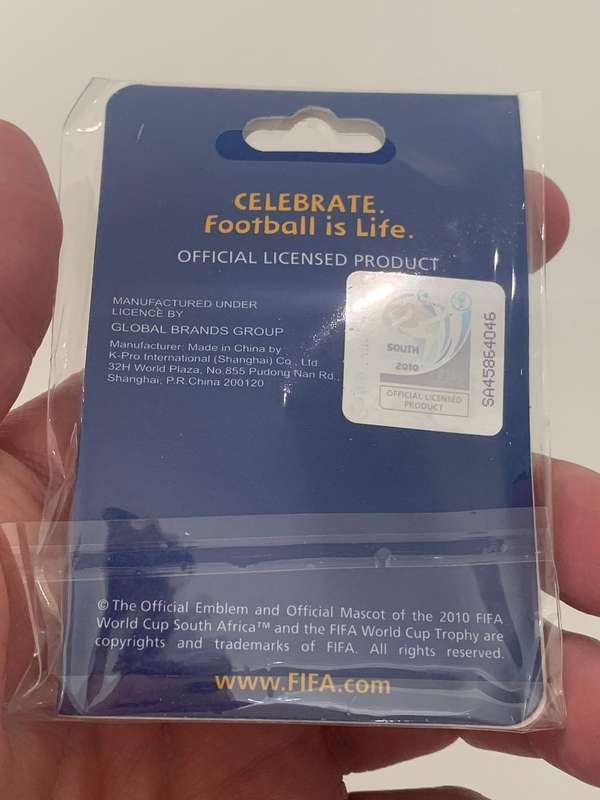 CELEBRATE.
Football is Life.
OFFICIAL LICENSED PRODUCT
MANUFACTURED UNDER
LICENCE BY
GLOBAL BRANDS GROUP
Manufacturer: Made in China by
K-Pro International (Shanghai) Co., Ltd.
32H World Plaza, No.855 Pudong Nan Rd.,
Shanghai, P.R.China 200120
SOUTH
2010
OFFICIAL LICENSED
PRODUCT
SA45864046
© The Official Emblem and Official Mascot of the 2010 FIFA
World Cup South Africa™ and the FIFA World Cup Trophy are
copyrights and trademarks of FIFA. All rights reserved.
www.FIFA.com